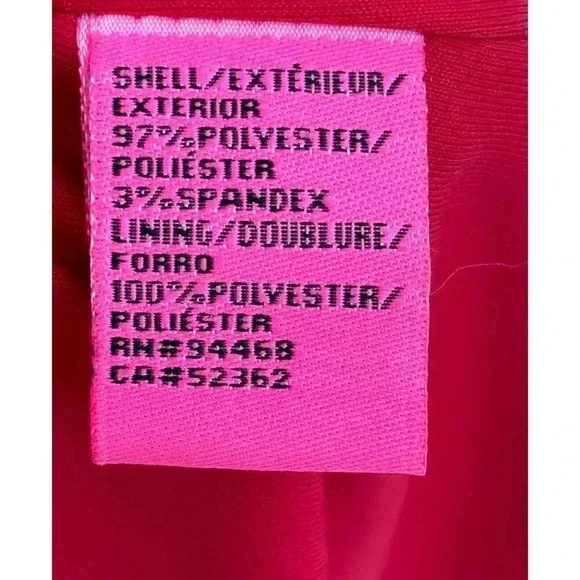 SHELL/EXTÉRIEUR/
EXTERIOR
97%POLYESTER/
POLIÉSTER
3%SPANDEX
LINING/DOUBLURE/
FORRO
100%POLYESTER/
POLIÉSTER
RN#94468
CA#52362